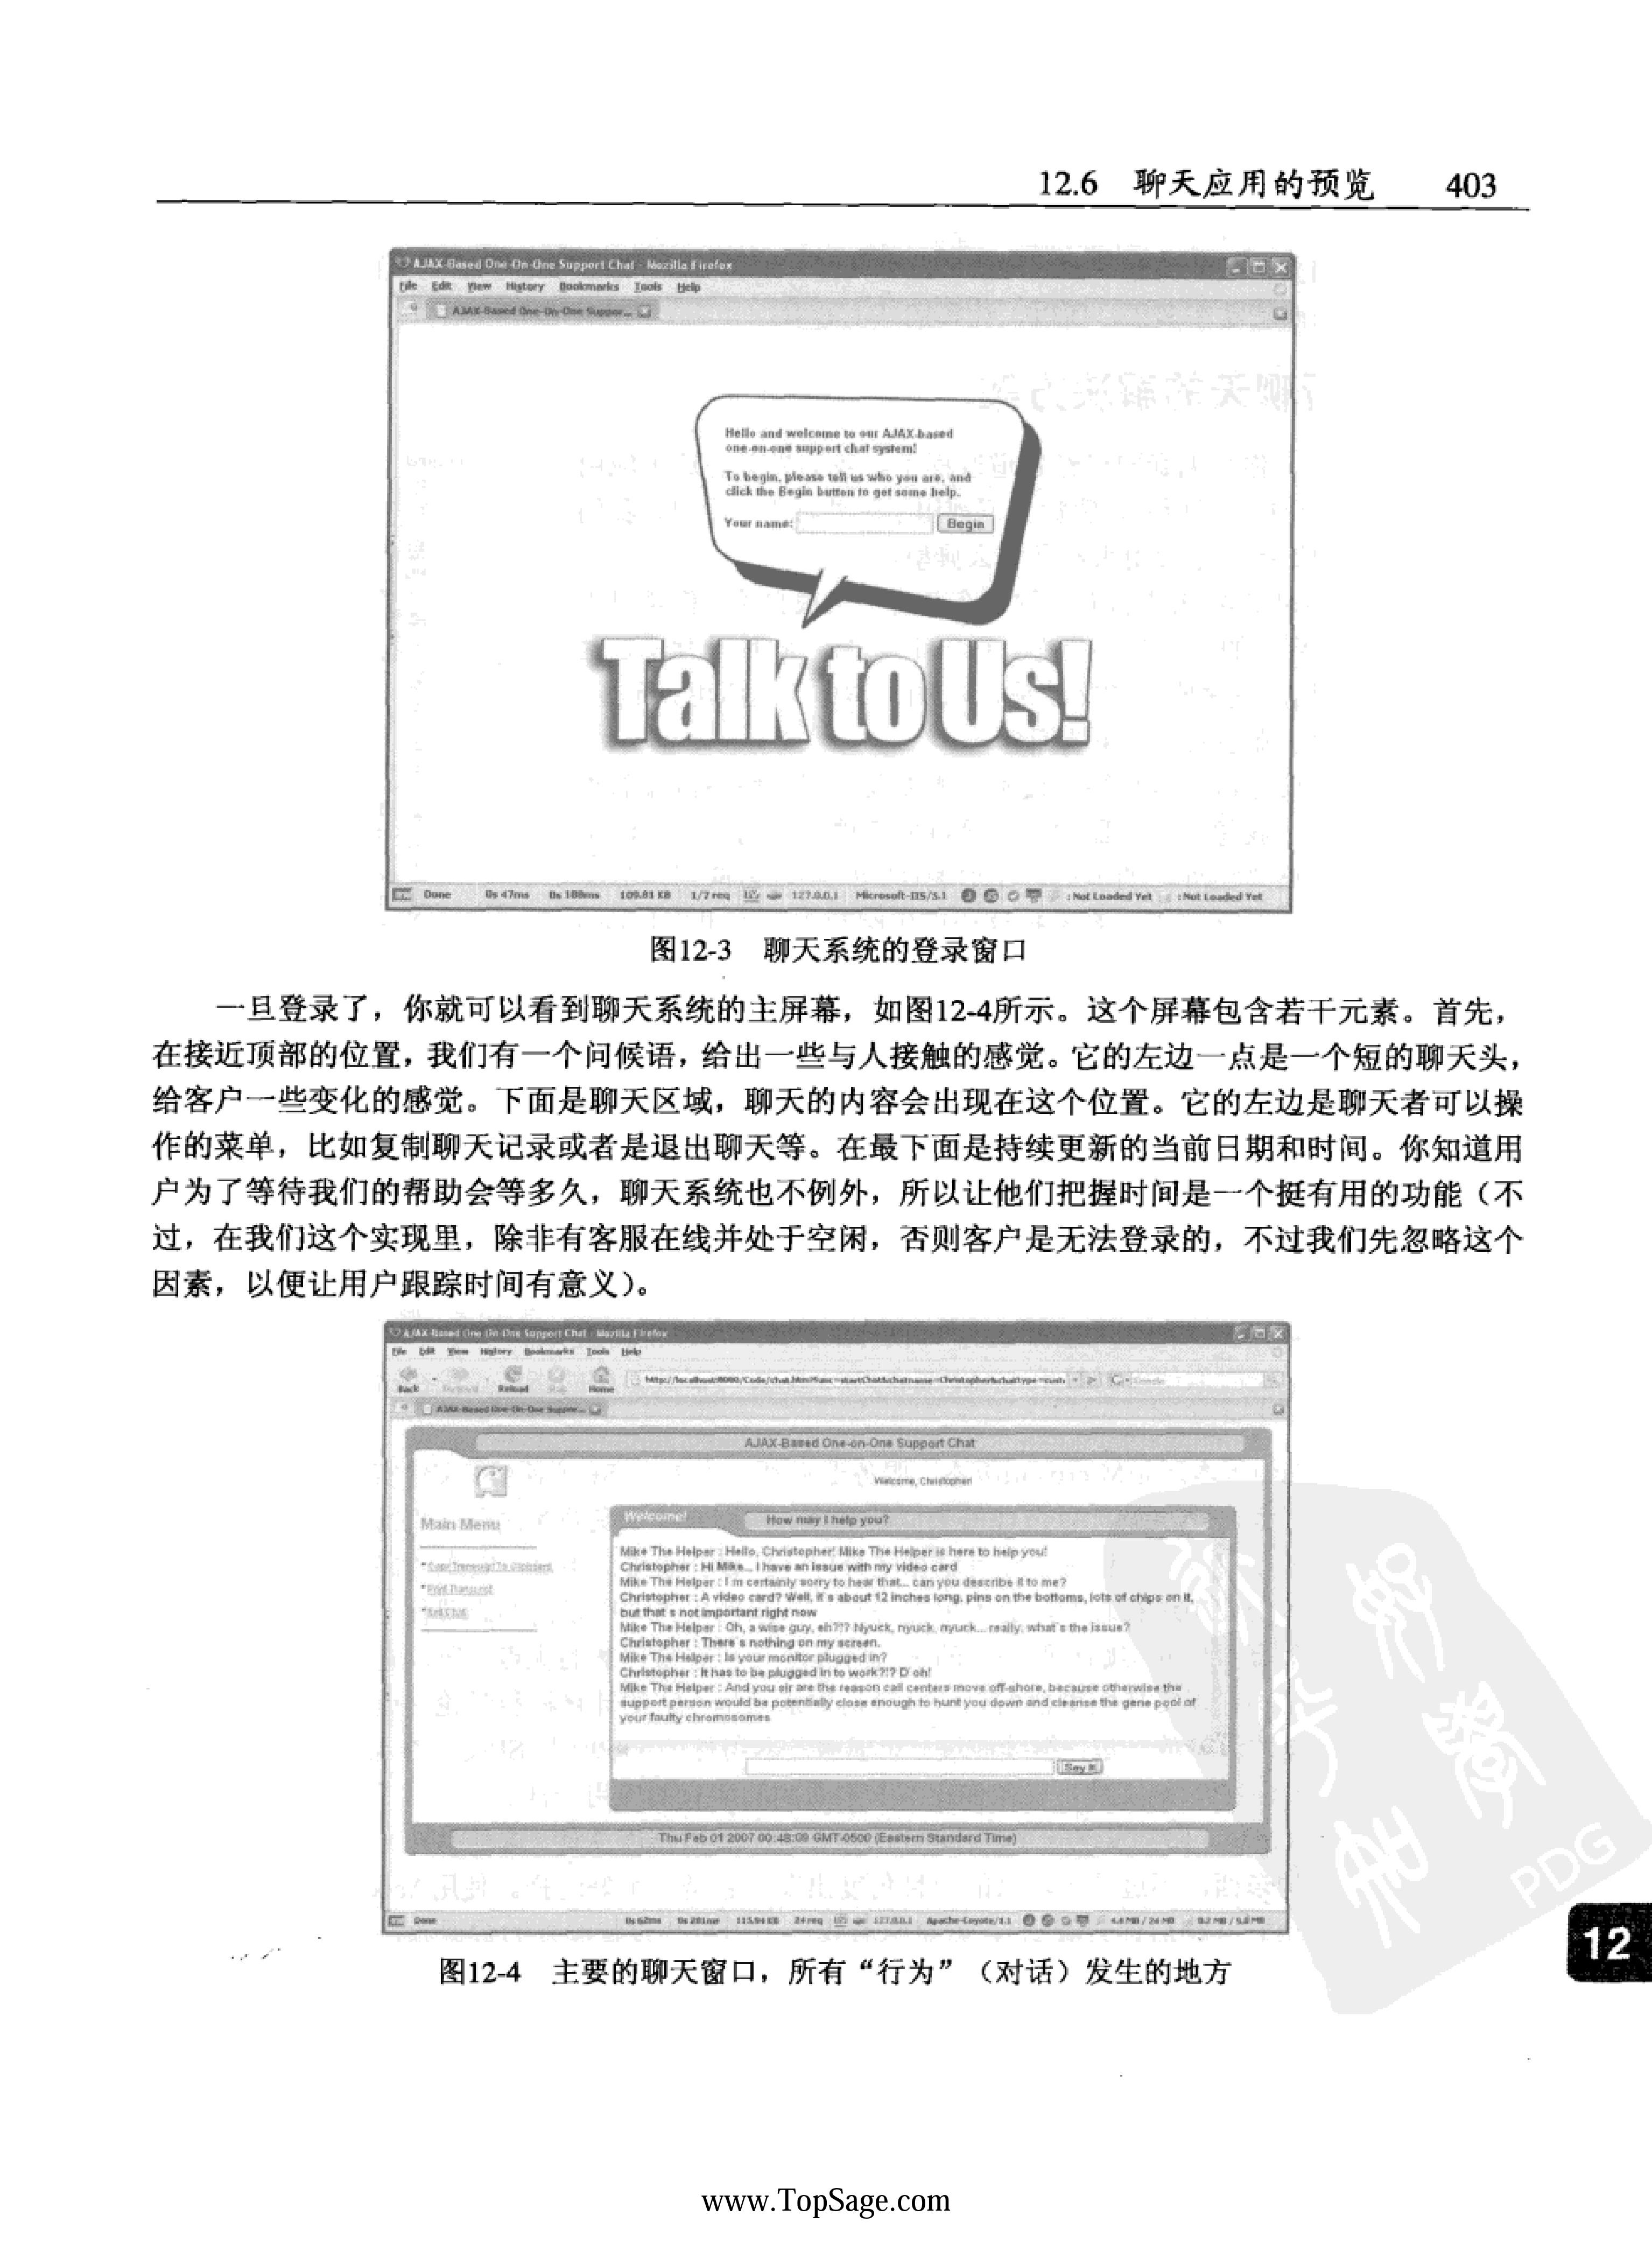 12.6 聊天应用的预览 403
AJAX-Based One-On-One Support Chat - Mozilla Firefox
File Edit View History Bookmarks Tools Help
AJAX-Based One-On-One Suppor...
Hello and welcome to our AJAX-based
one-on-one support chat system!
To begin, please tell us who you are, and
click the Begin button to get some help.
Your name: Begin
Talk to Us!
Done 0s 47ms 0s 188ms 109.81 KB 1/7 req 127.0.0.1 Microsoft-IIS/5.1 : Not Loaded Yet : Not Loaded Yet
图12-3 聊天系统的登录窗口
一旦登录了，你就可以看到聊天系统的主屏幕，如图12-4所示。这个屏幕包含若干元素。首先，
在接近顶部的位置，我们有一个问候语，给出一些与人接触的感觉。它的左边一点是一个短的聊天头，
给客户一些变化的感觉。下面是聊天区域，聊天的内容会出现在这个位置。它的左边是聊天者可以操
作的菜单，比如复制聊天记录或者是退出聊天等。在最下面是持续更新的当前日期和时间。你知道用
户为了等待我们的帮助会等多久，聊天系统也不例外，所以让他们把握时间是一个挺有用的功能（不
过，在我们这个实现里，除非有客服在线并处于空闲，否则客户是无法登录的，不过我们先忽略这个
因素，以便让用户跟踪时间有意义）。
AJAX-Based One-On-One Support Chat - Mozilla Firefox
File Edit View History Bookmarks Tools Help
Back Reload Home http://localhost:8080/Code/chat.htm?func=startChat&chatname=Christopher&chattype=cust
AJAX-Based One-On-One Suppor...
AJAX-Based One-on-One Support Chat
Welcome, Christopher!
Main Menu
Welcome! How may I help you?
Mike The Helper : Hello, Christopher! Mike The Helper is here to help you!
Christopher : Hi Mike... I have an issue with my video card
* Copy Transcript To Clipboard
Mike The Helper : I'm certainly sorry to hear that... can you describe it to me?
* Print Transcript
Christopher : A video card? Well, it's about 12 inches long, pins on the bottoms, lots of chips on it,
* Exit Chat
but that's not important right now
Mike The Helper : Oh, a wise guy, eh??? Nyuck, nyuck, nyuck... really, what's the issue?
Christopher : There's nothing on my screen.
Mike The Helper : Is your monitor plugged in?
Christopher : It has to be plugged in to work?!? D'oh!
Mike The Helper : And you sir are the reason call centers move off-shore, because otherwise the
support person would be potentially close enough to hunt you down and cleanse the gene pool of
your faulty chromosomes
Say It
Thu Feb 01 2007 00:48:09 GMT-0500 (Eastern Standard Time)
Done 0s 62ms 0s 201ms 24 req 127.0.0.1 Apache-Coyote/1.1
PDG
12
图12-4 主要的聊天窗口，所有“行为”（对话）发生的地方
www.TopSage.com